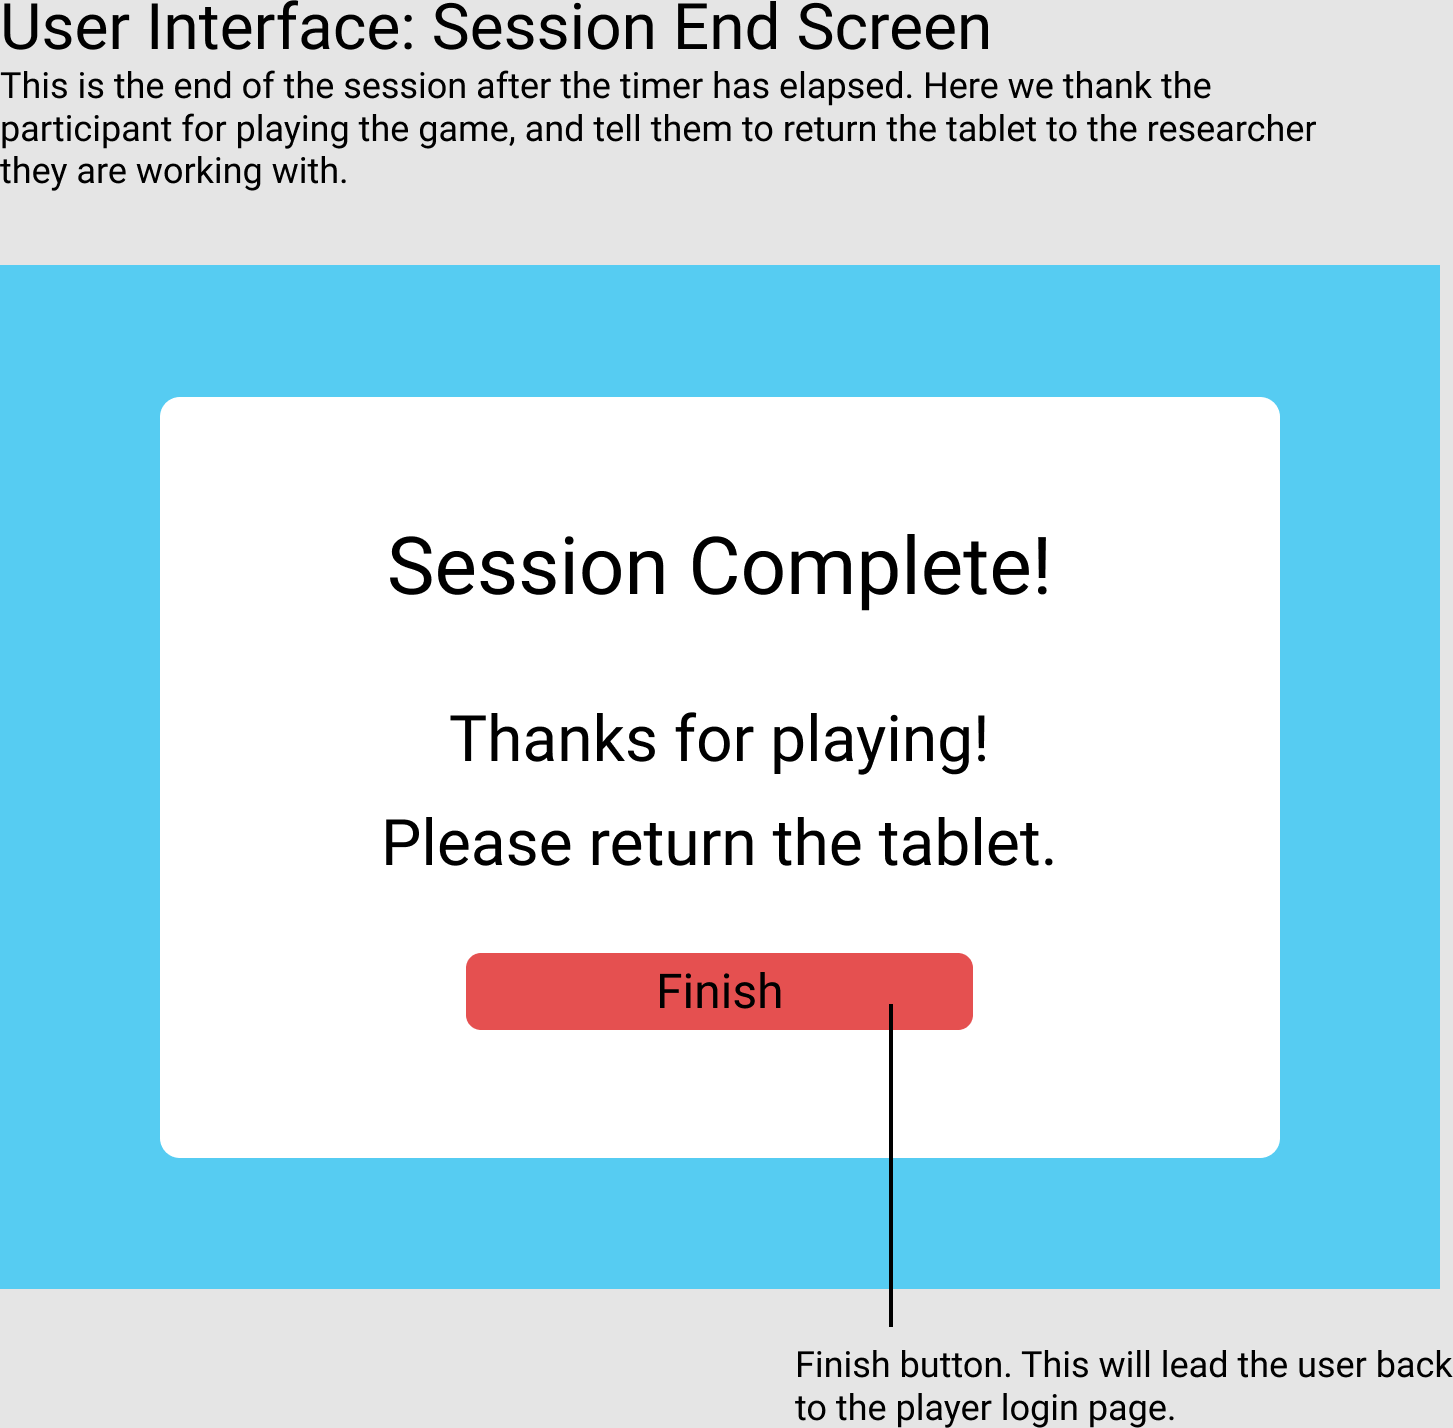 User Interface: Session End Screen
This is the end of the session after the timer has elapsed. Here we thank the
participant for playing the game, and tell them to return the tablet to the researcher
they are working with.
Session Complete!
Thanks for playing!
Please return the tablet.
Finish
Finish button. This will lead the user back
to the player login page.